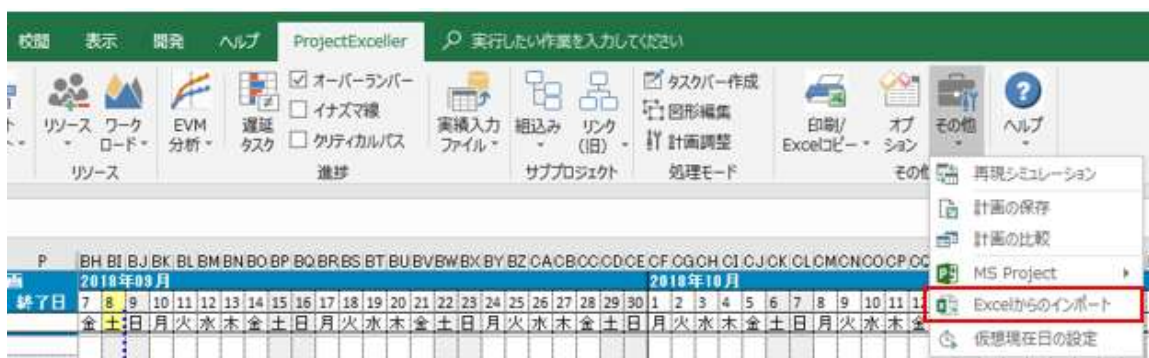 校閲 表示 開発 ヘルプ ProjectExceller 実行したい作業を入力してください
オーバーランバー
イナズマ線
クリティカルパス
タスクバー作成
図形編集
計画調整
リソース ワークロード EVM分析 遅延タスク 実績入力ファイル 組込み リンク(旧) 印刷/Excelコピー オプション その他 ヘルプ
リソース 進捗 サブプロジェクト 処理モード その他
再現シミュレーション
計画の保存
計画の比較
MS Project
Excelからのインポート
仮想現在日の設定
P BH BI BJ BK BL BM BN BO BP BQ BR BS BT BU BV BW BX BY BZ CA CB CC CD CE CF CG CH CI CJ CK CL CM CN CO CP
画 2018年09月 2018年10月
終了日 7 8 9 10 11 12 13 14 15 16 17 18 19 20 21 22 23 24 25 26 27 28 29 30 1 2 3 4 5 6 7 8 9 10 11
金 土 日 月 火 水 木 金 土 日 月 火 水 木 金 土 日 月 火 水 木 金 土 日 月 火 水 木 金 土 日 月 火 水 木 金